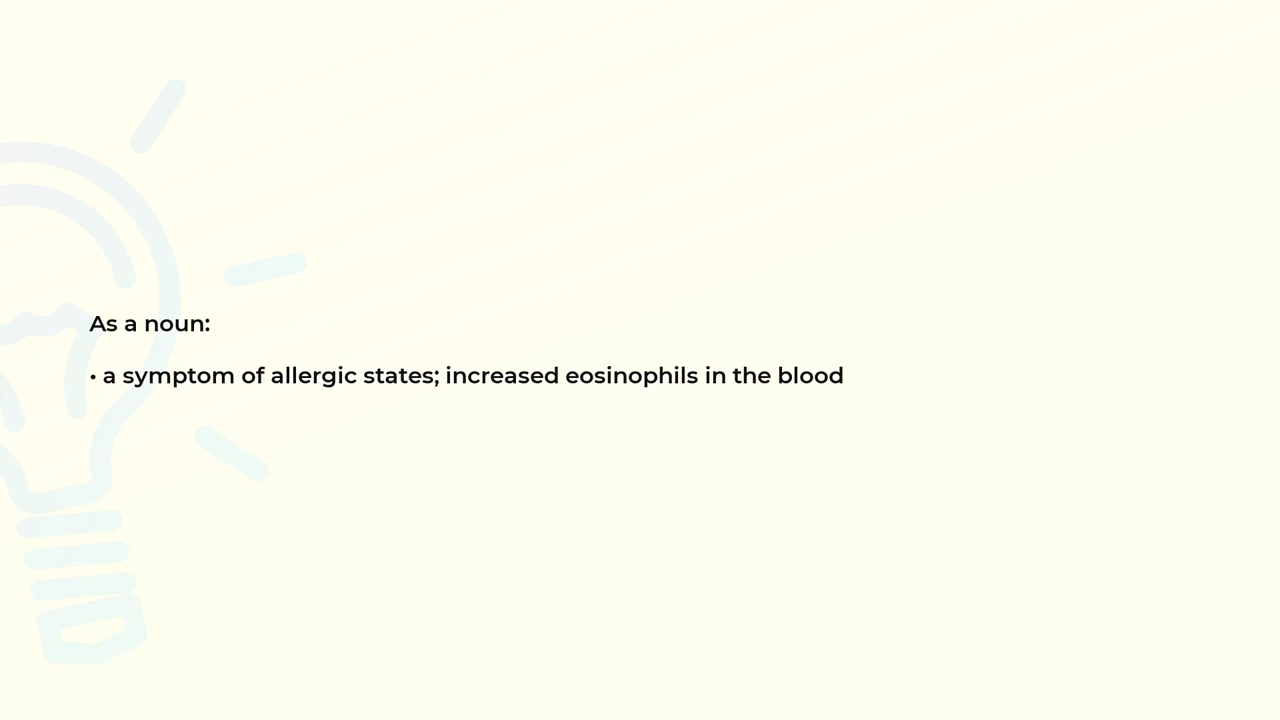 As a noun:
• a symptom of allergic states; increased eosinophils in the blood